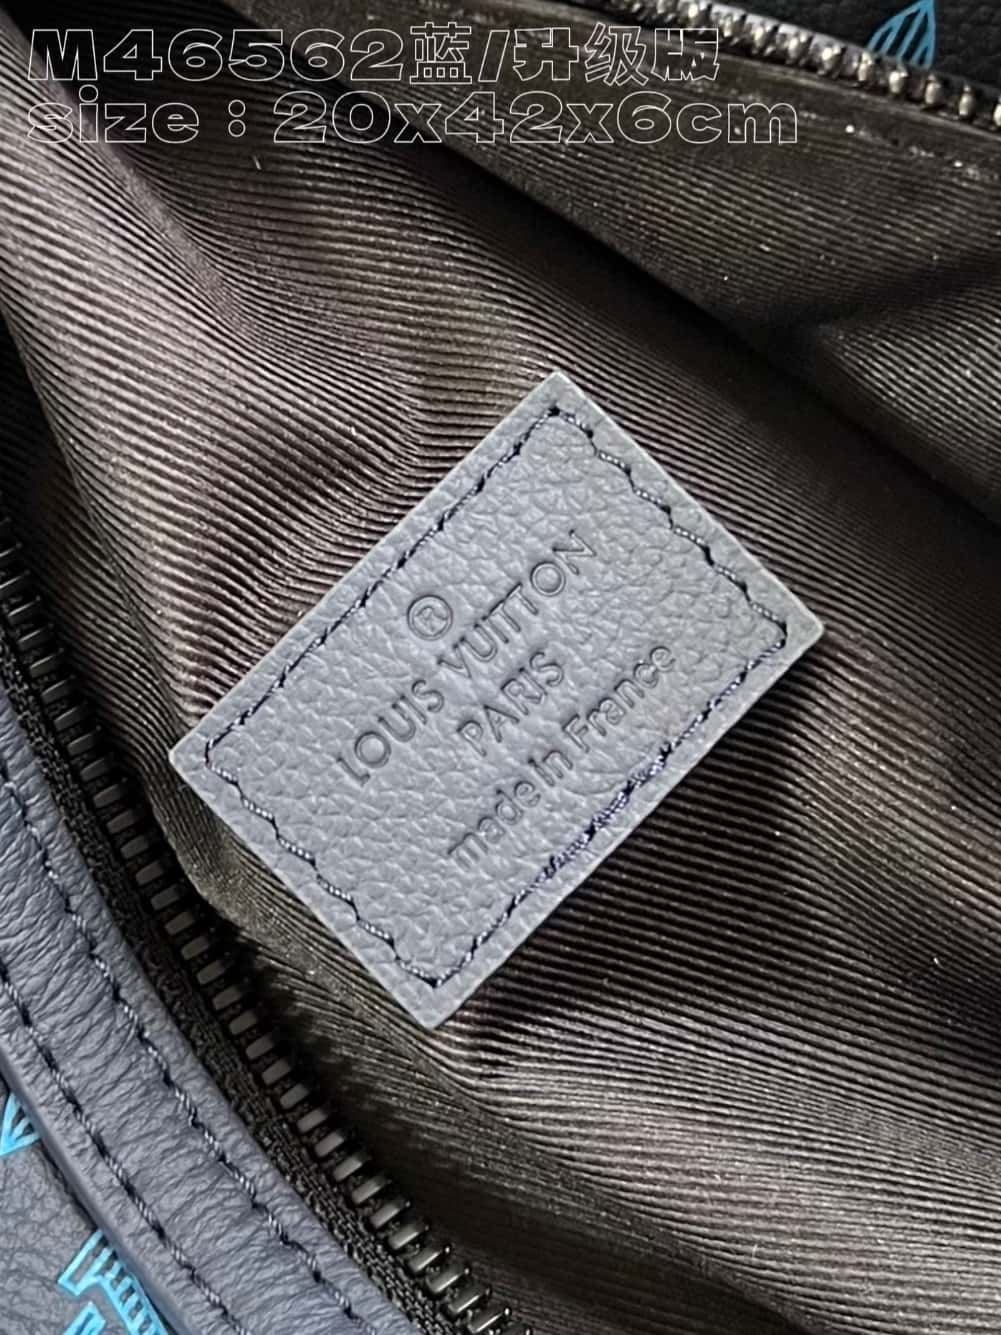 M46562蓝/升级版
size：20x42x6cm
®
LOUIS VUITTON
PARIS
made in France